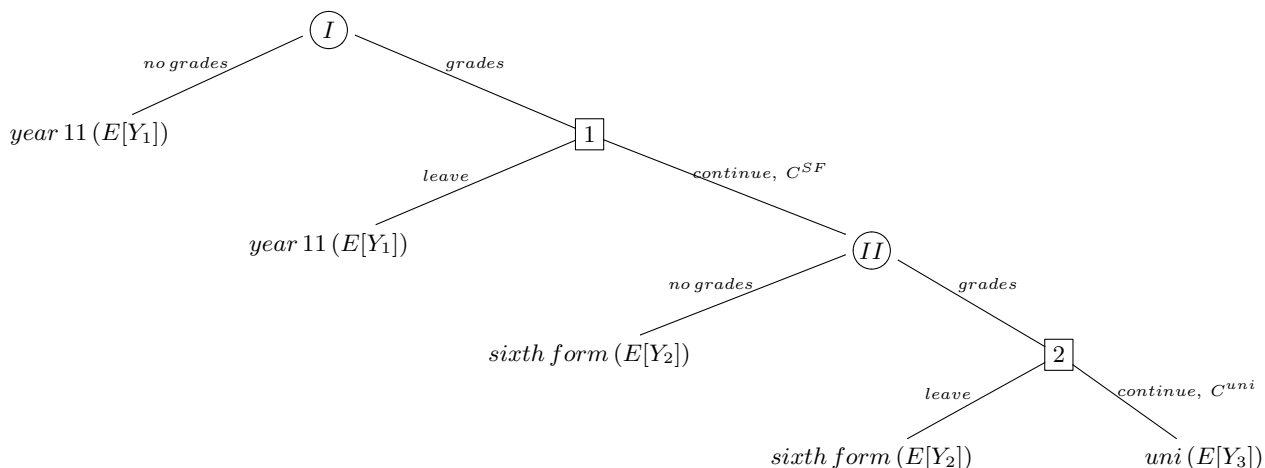 I
no grades
grades
year 11 (E[Y₁])
1
leave
continue, C^{SF}
year 11 (E[Y₁])
II
no grades
grades
sixth form (E[Y₂])
2
leave
continue, C^{uni}
sixth form (E[Y₂])
uni (E[Y₃])